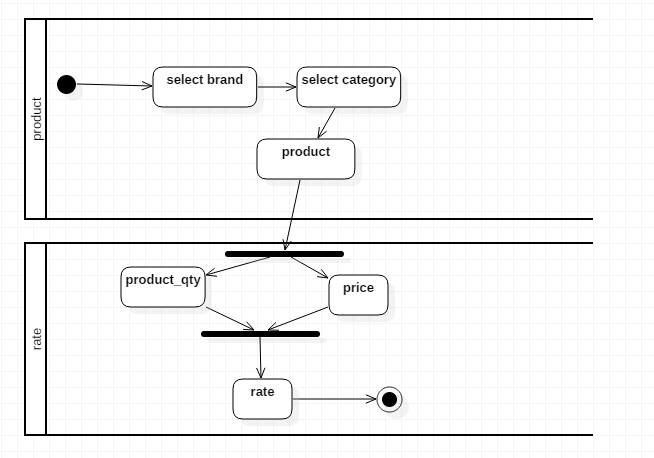 product
select brand
select category
product
rate
product_qty
price
rate